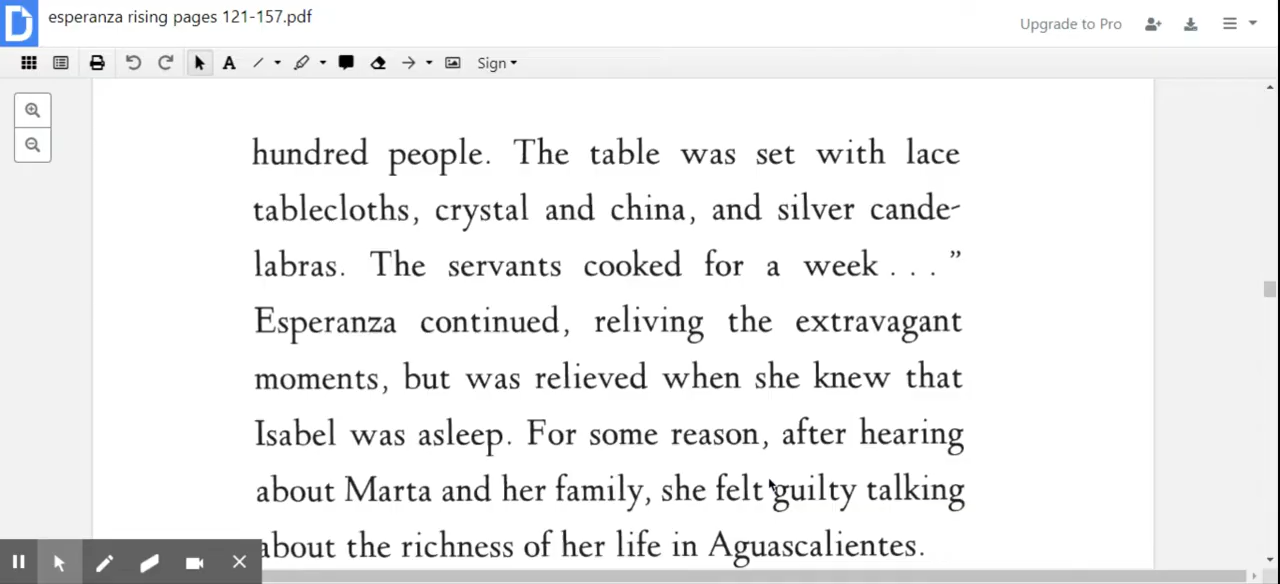 esperanza rising pages 121-157.pdf
Upgrade to Pro
A
Sign
hundred people. The table was set with lace
tablecloths, crystal and china, and silver cande-
labras. The servants cooked for a week . . . ”
Esperanza continued, reliving the extravagant
moments, but was relieved when she knew that
Isabel was asleep. For some reason, after hearing
about Marta and her family, she felt guilty talking
about the richness of her life in Aguascalientes.